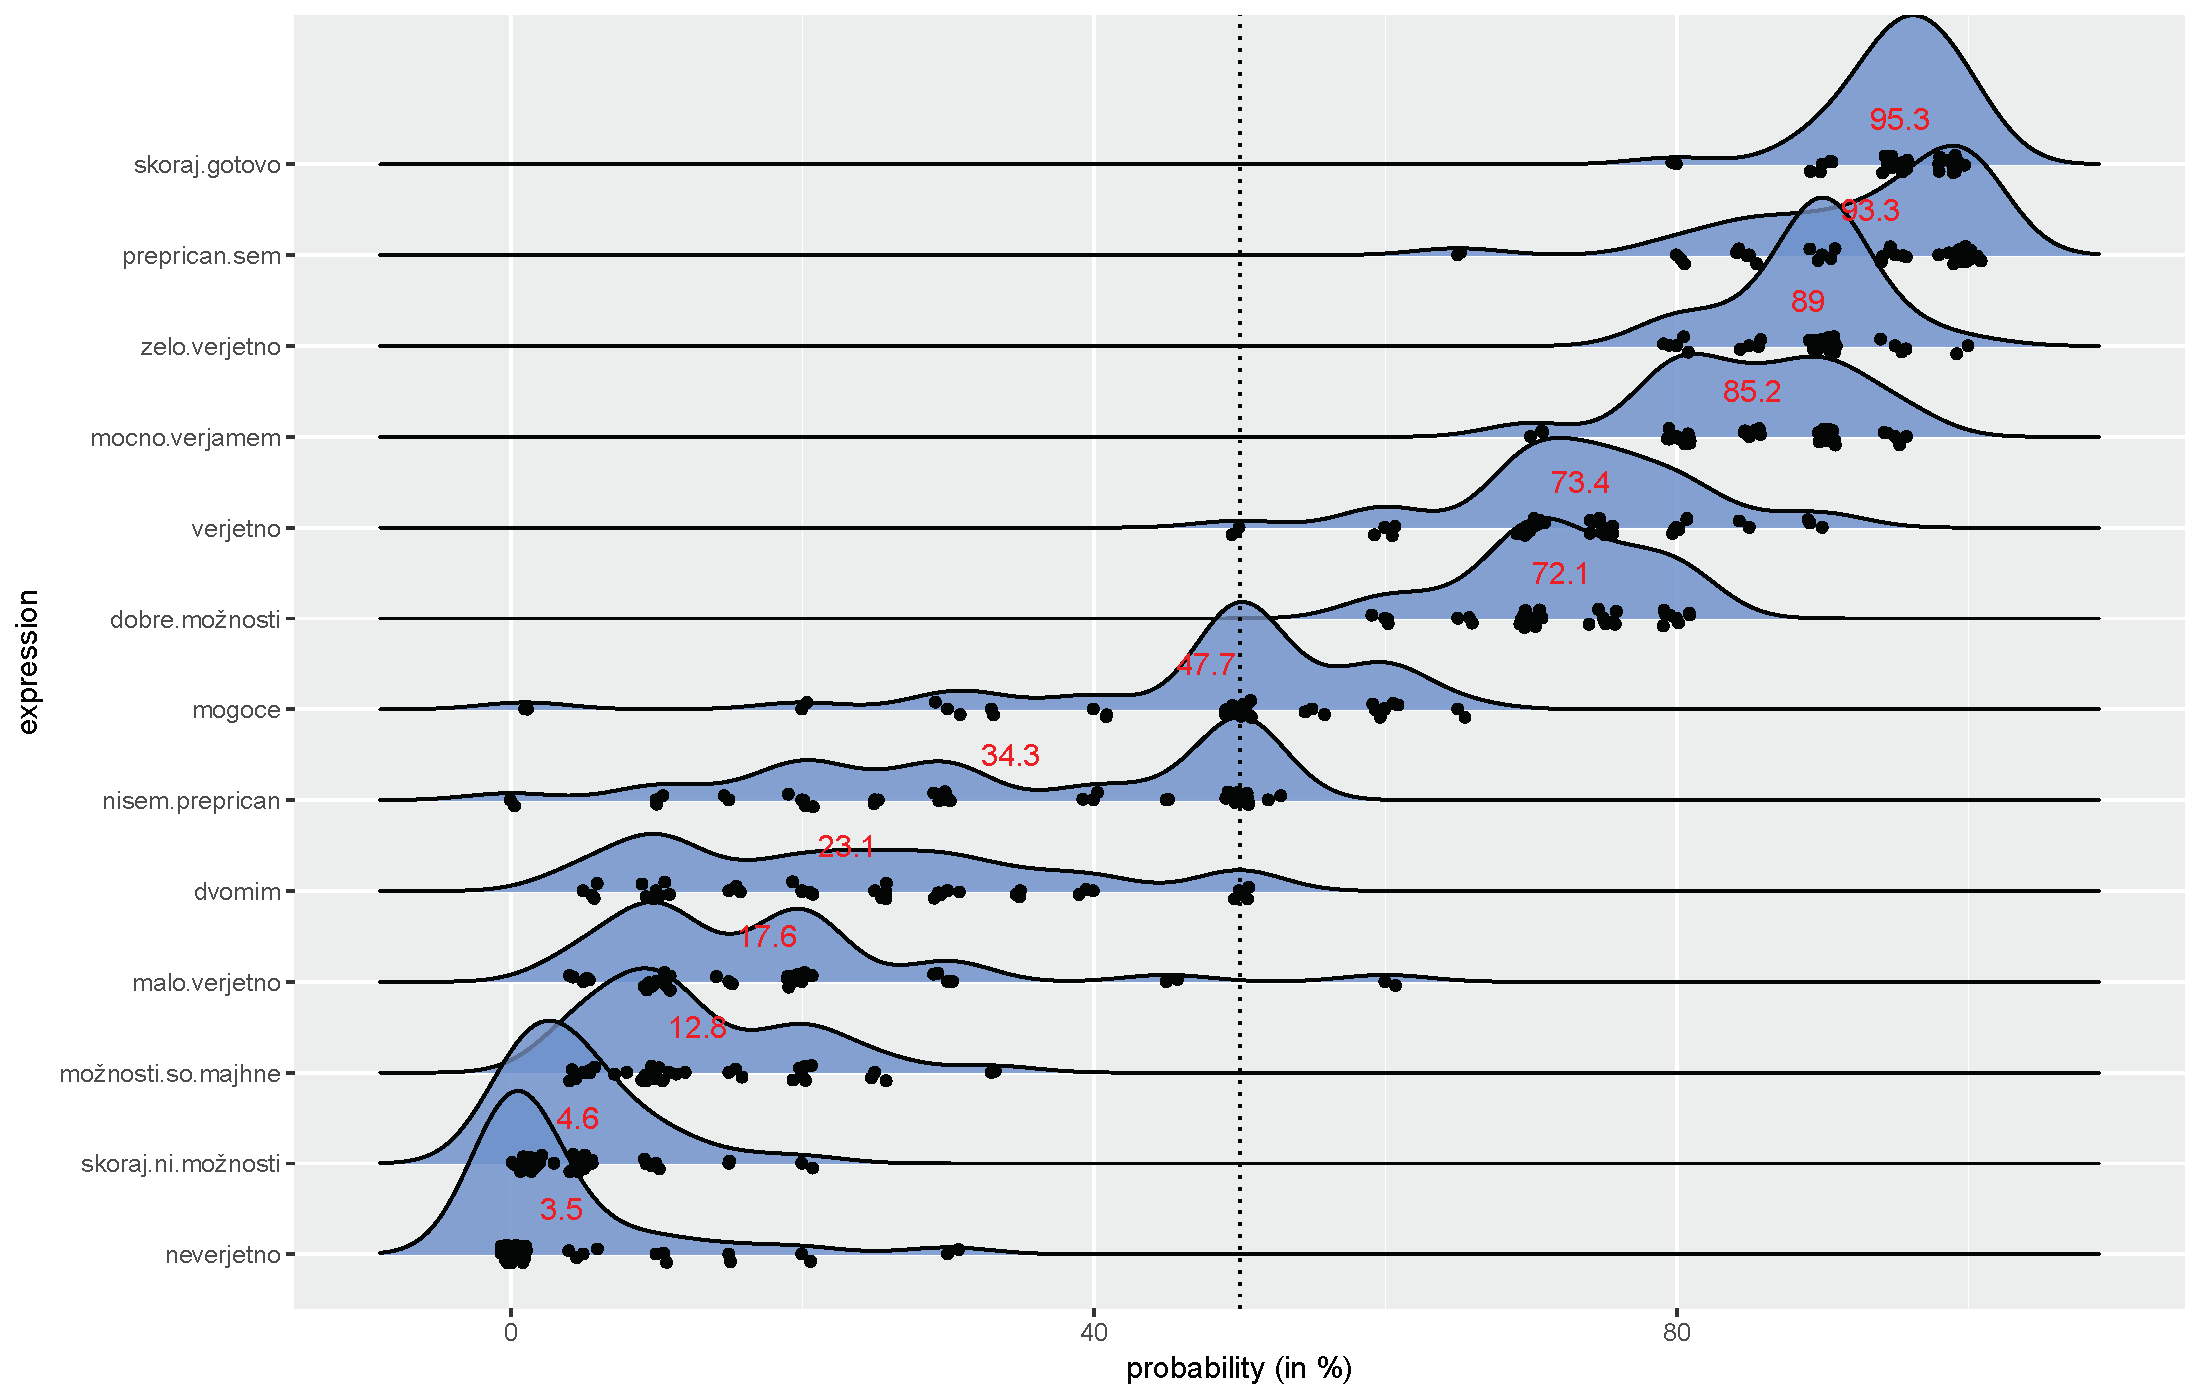 skoraj.gotovo
95.3
preprican.sem
93.3
zelo.verjetno
89
mocno.verjamem
85.2
verjetno
73.4
dobre.možnosti
72.1
mogoce
47.7
nisem.preprican
34.3
dvomim
23.1
malo.verjetno
17.6
možnosti.so.majhne
12.8
skoraj.ni.možnosti
4.6
neverjetno
3.5
expression
0
40
80
probability (in %)